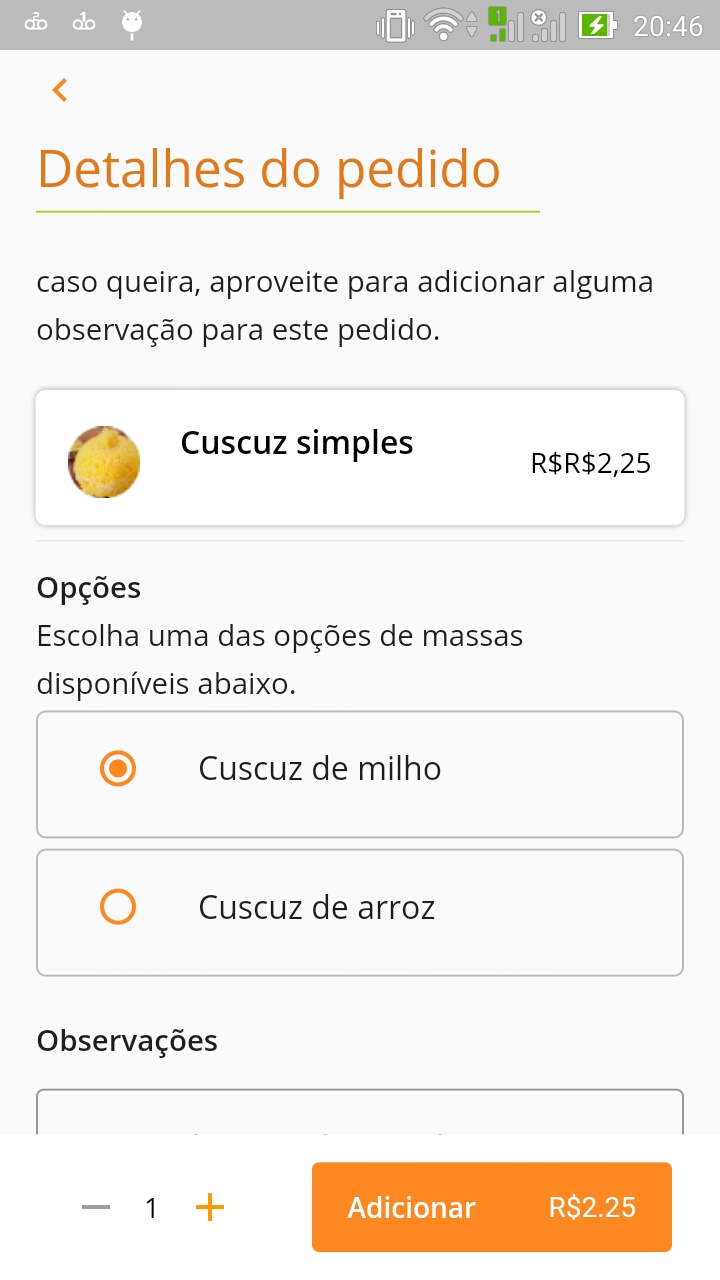 20:46
Detalhes do pedido
caso queira, aproveite para adicionar alguma
observação para este pedido.
Cuscuz simples
R$R$2,25
Opções
Escolha uma das opções de massas
disponíveis abaixo.
Cuscuz de milho
Cuscuz de arroz
Observações
1
Adicionar R$2.25